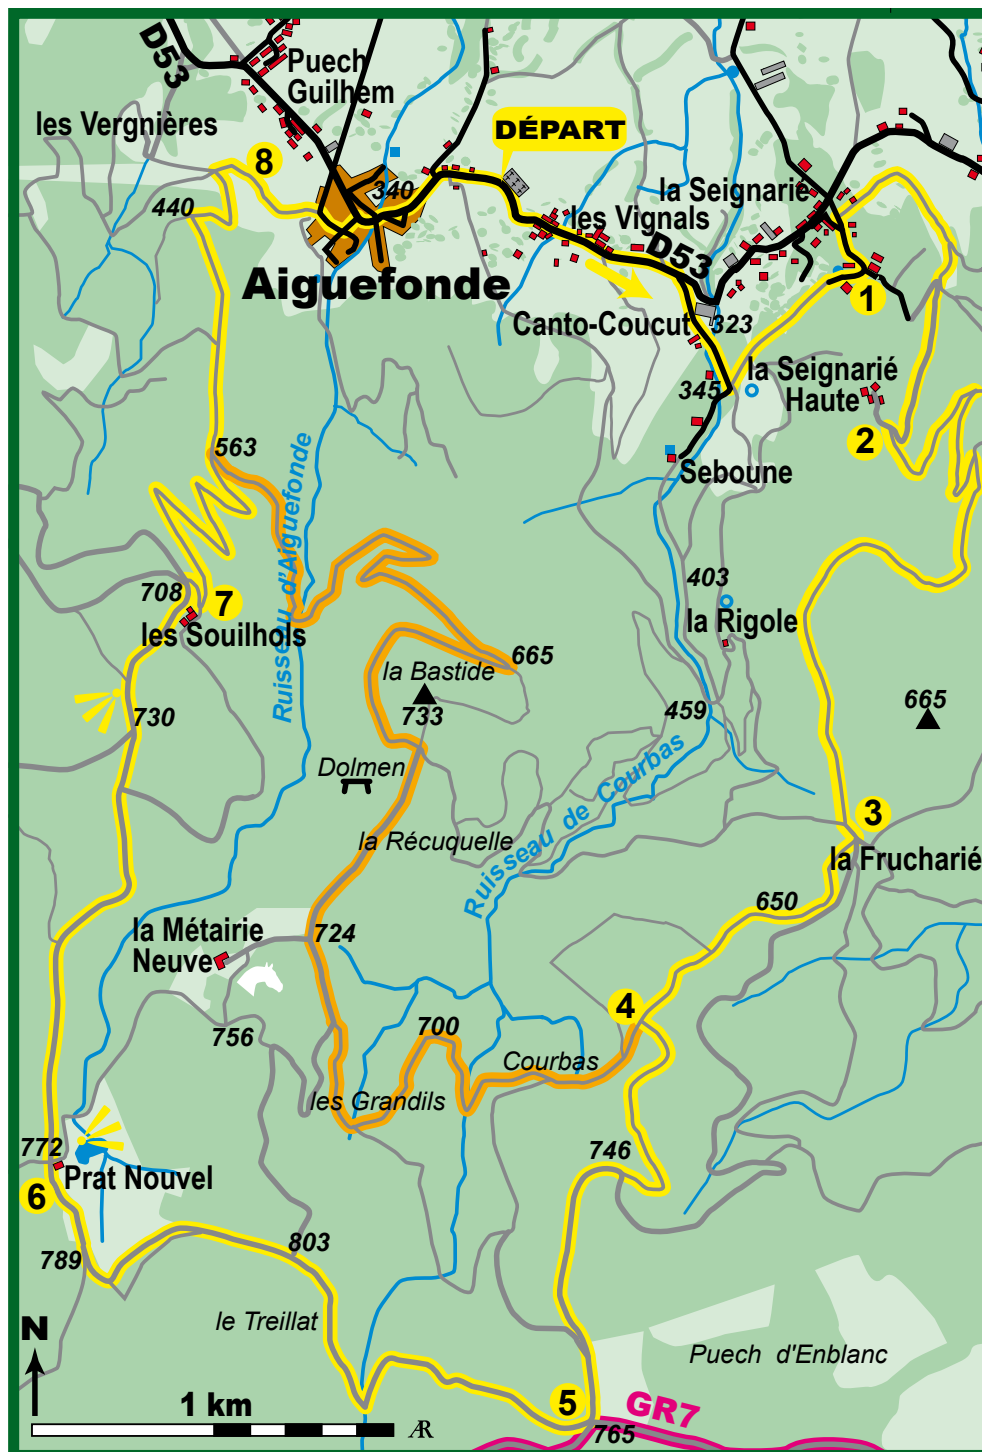 D53
Puech
Guilhem
les Vergnières
DÉPART
8
340
la Seignarié
440
les Vignals
D53
Aiguefonde
1
Canto-Coucut
323
la Seignarié
Haute
345
2
563
Seboune
Ruisseau d'Aiguefonde
403
708
7
la Rigole
les Souilhols
665
la Bastide
665
730
733
459
Dolmen
Ruisseau de Courbas
3
la Récuquelle
la Fruchariè
650
la Métairie
Neuve
724
4
756
700
Courbas
les Grandils
772
746
Prat Nouvel
6
789
803
le Treillat
N
Puech d'Enblanc
1 km
5
GR7
AR
765